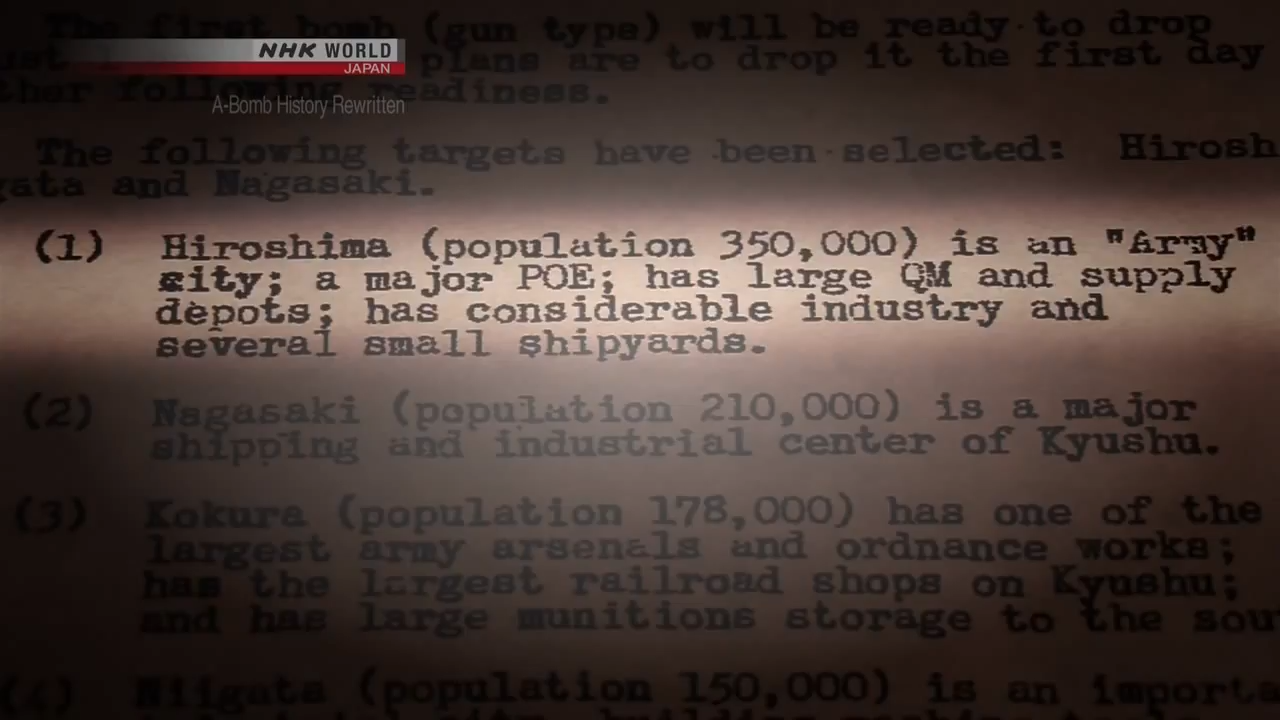 The first bomb (gun type) will be ready to drop
NHK WORLD
JAPAN
plans are to drop it the first day
following readiness.
A-Bomb History Rewritten
The following targets have been selected: Hirosh
gata and Nagasaki.
(1) Hiroshima (population 350,000) is an "Army"
city; a major POE; has large QM and supply
depots; has considerable industry and
several small shipyards.
(2) Nagasaki (population 210,000) is a major
shipping and industrial center of Kyushu.
(3) Kokura (population 178,000) has one of the
largest army arsenals and ordnance works;
has the largest railroad shops on Kyushu;
and has large munitions storage to the sou
(4) Niigata (population 150,000) is an importa